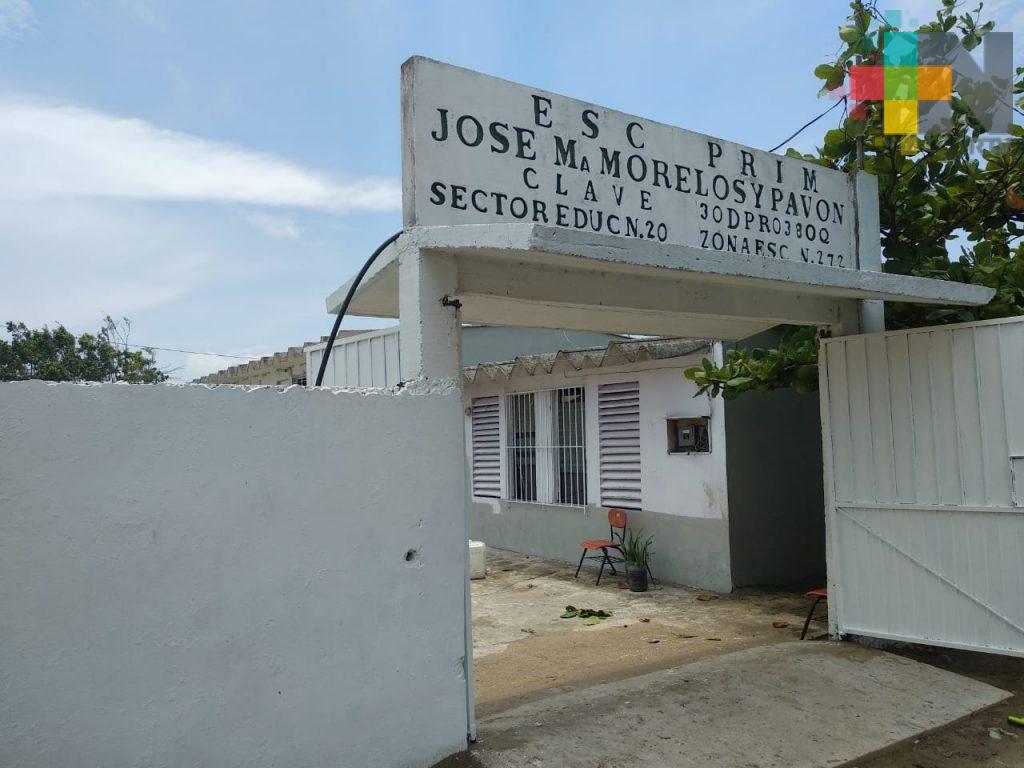 ESC PRIM
JOSE Mª MORELOS Y PAVON
CLAVE 30DPR0380Q
SECTOR EDUC N.20 ZONA ESC. N.272